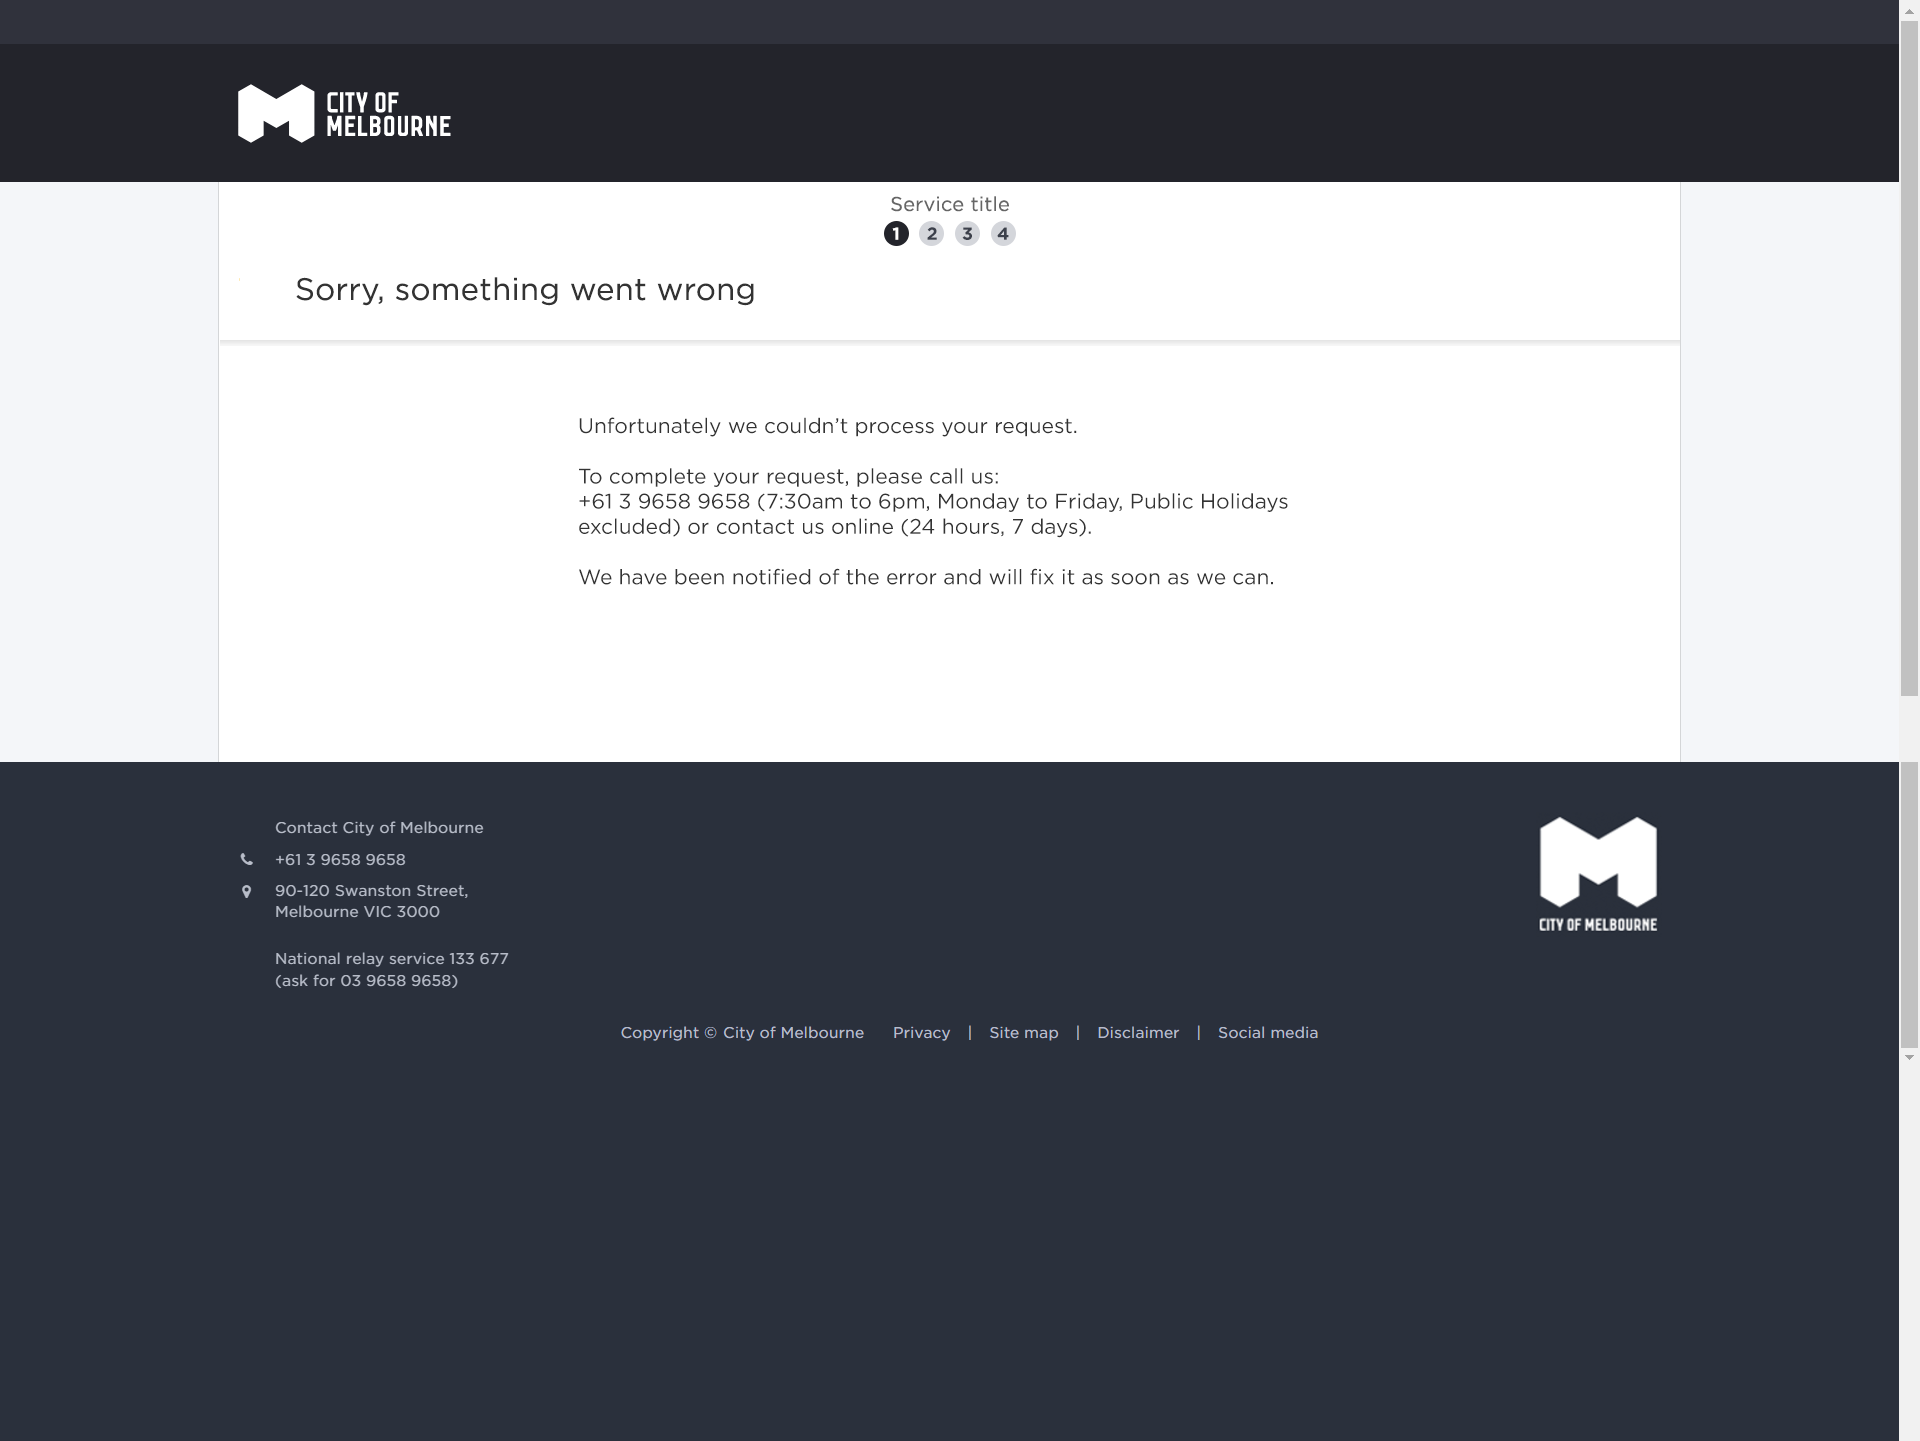 CITY OF
MELBOURNE
Service title
1 2 3 4
Sorry, something went wrong
Unfortunately we couldn’t process your request.
To complete your request, please call us:
+61 3 9658 9658 (7:30am to 6pm, Monday to Friday, Public Holidays
excluded) or contact us online (24 hours, 7 days).
We have been notified of the error and will fix it as soon as we can.
Contact City of Melbourne
+61 3 9658 9658
90-120 Swanston Street,
Melbourne VIC 3000
National relay service 133 677
(ask for 03 9658 9658)
CITY OF MELBOURNE
Copyright © City of Melbourne Privacy | Site map | Disclaimer | Social media